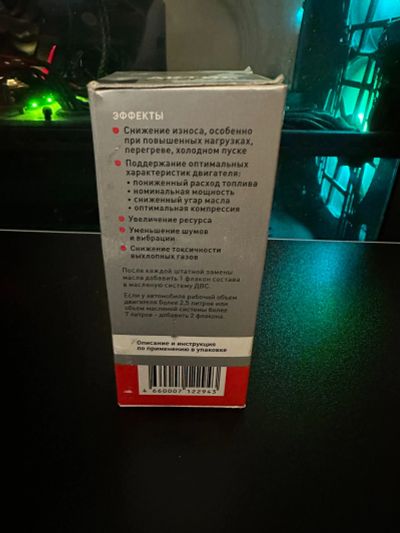 ЭФФЕКТЫ
• Снижение износа, особенно
при повышенных нагрузках,
перегреве, холодном пуске
• Поддержание оптимальных
характеристик двигателя:
• пониженный расход топлива
• номинальная мощность
• сниженный угар масла
• оптимальная компрессия
• Увеличение ресурса
• Уменьшение шумов
и вибрации
• Снижение токсичности
выхлопных газов
После каждой штатной замены
масла добавить 1 флакон состава
в масляную систему ДВС.
Если у автомобиля рабочий объем
двигателя более 2,5 литров или
объем масляной системы более
7 литров - добавить 2 флакона.
Описание и инструкция
по применению в упаковке
4 660007 122943